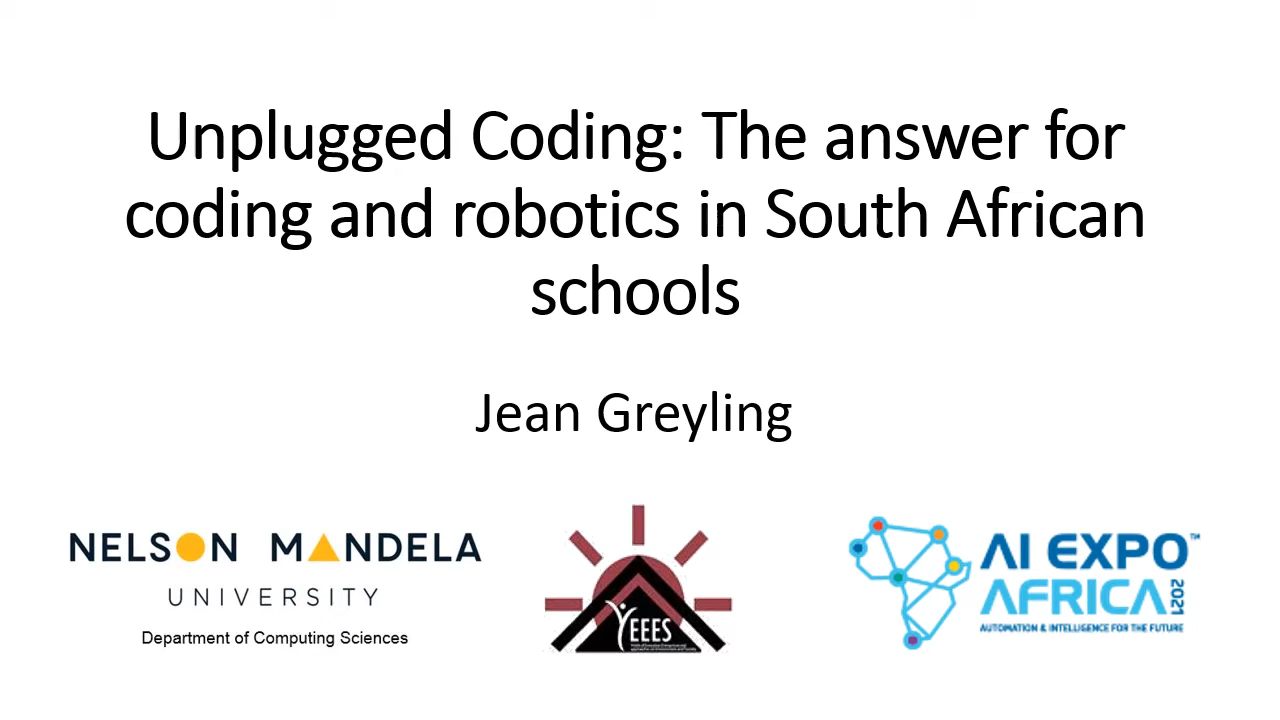 Unplugged Coding: The answer for
coding and robotics in South African
schools
Jean Greyling
NELSON MANDELA
UNIVERSITY
Department of Computing Sciences
YEEES
AI EXPO™
AFRICA 2021
AUTOMATION & INTELLIGENCE FOR THE FUTURE